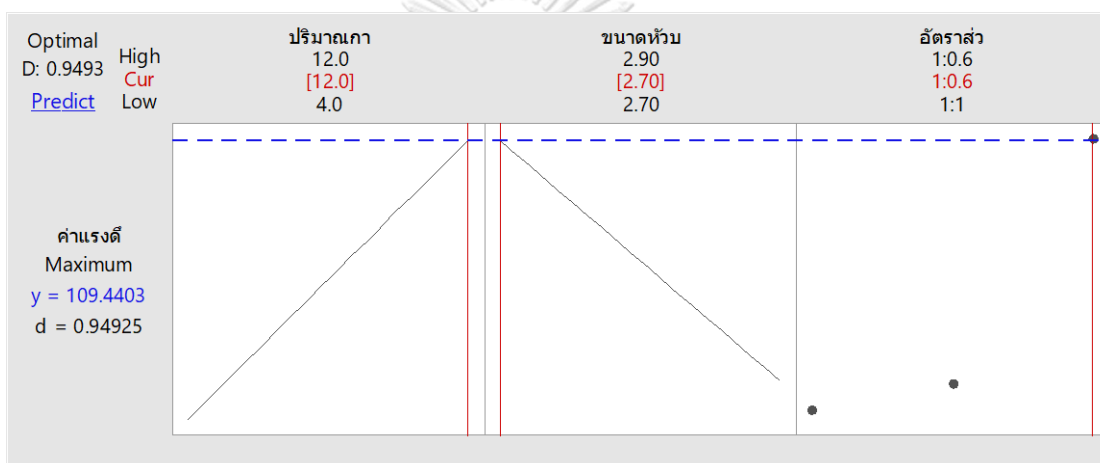 Optimal
D: 0.9493
Predict
High
Cur
Low
ปริมาณกา
12.0
[12.0]
4.0
ขนาดหัวบ
2.90
[2.70]
2.70
อัตราส่ว
1:0.6
1:0.6
1:1
ค่าแรงดึ
Maximum
y = 109.4403
d = 0.94925